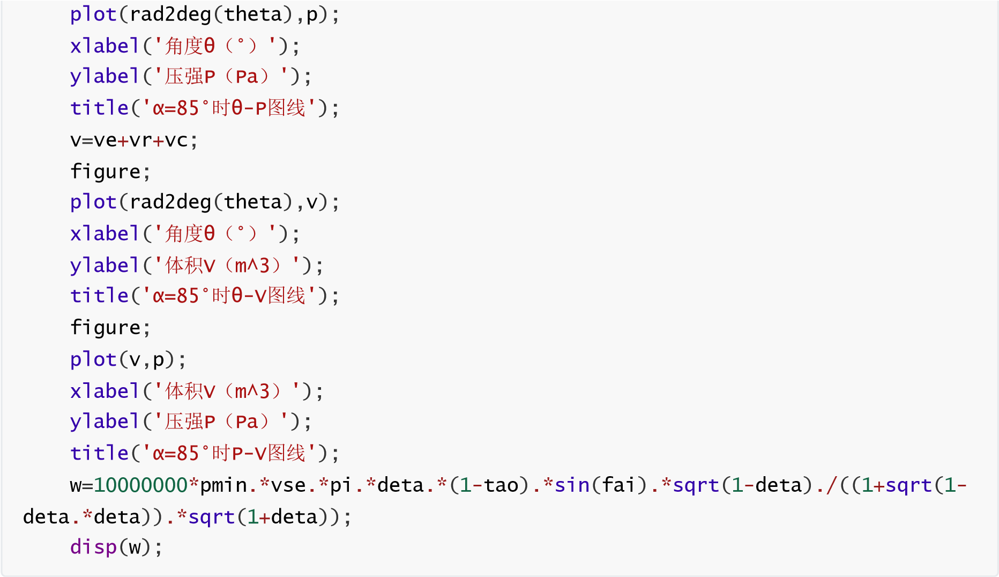 plot(rad2deg(theta),p);
xlabel('角度θ（°）');
ylabel('压强P（Pa）');
title('α=85°时θ-P图线');
v=ve+vr+vc;
figure;
plot(rad2deg(theta),v);
xlabel('角度θ（°）');
ylabel('体积V（m^3）');
title('α=85°时θ-V图线');
figure;
plot(v,p);
xlabel('体积V（m^3）');
ylabel('压强P（Pa）');
title('α=85°时P-V图线');
w=10000000*pmin.*vse.*pi.*deta.*(1-tao).*sin(fai).*sqrt(1-deta)./((1+sqrt(1-
deta.*deta)).*sqrt(1+deta));
disp(w);